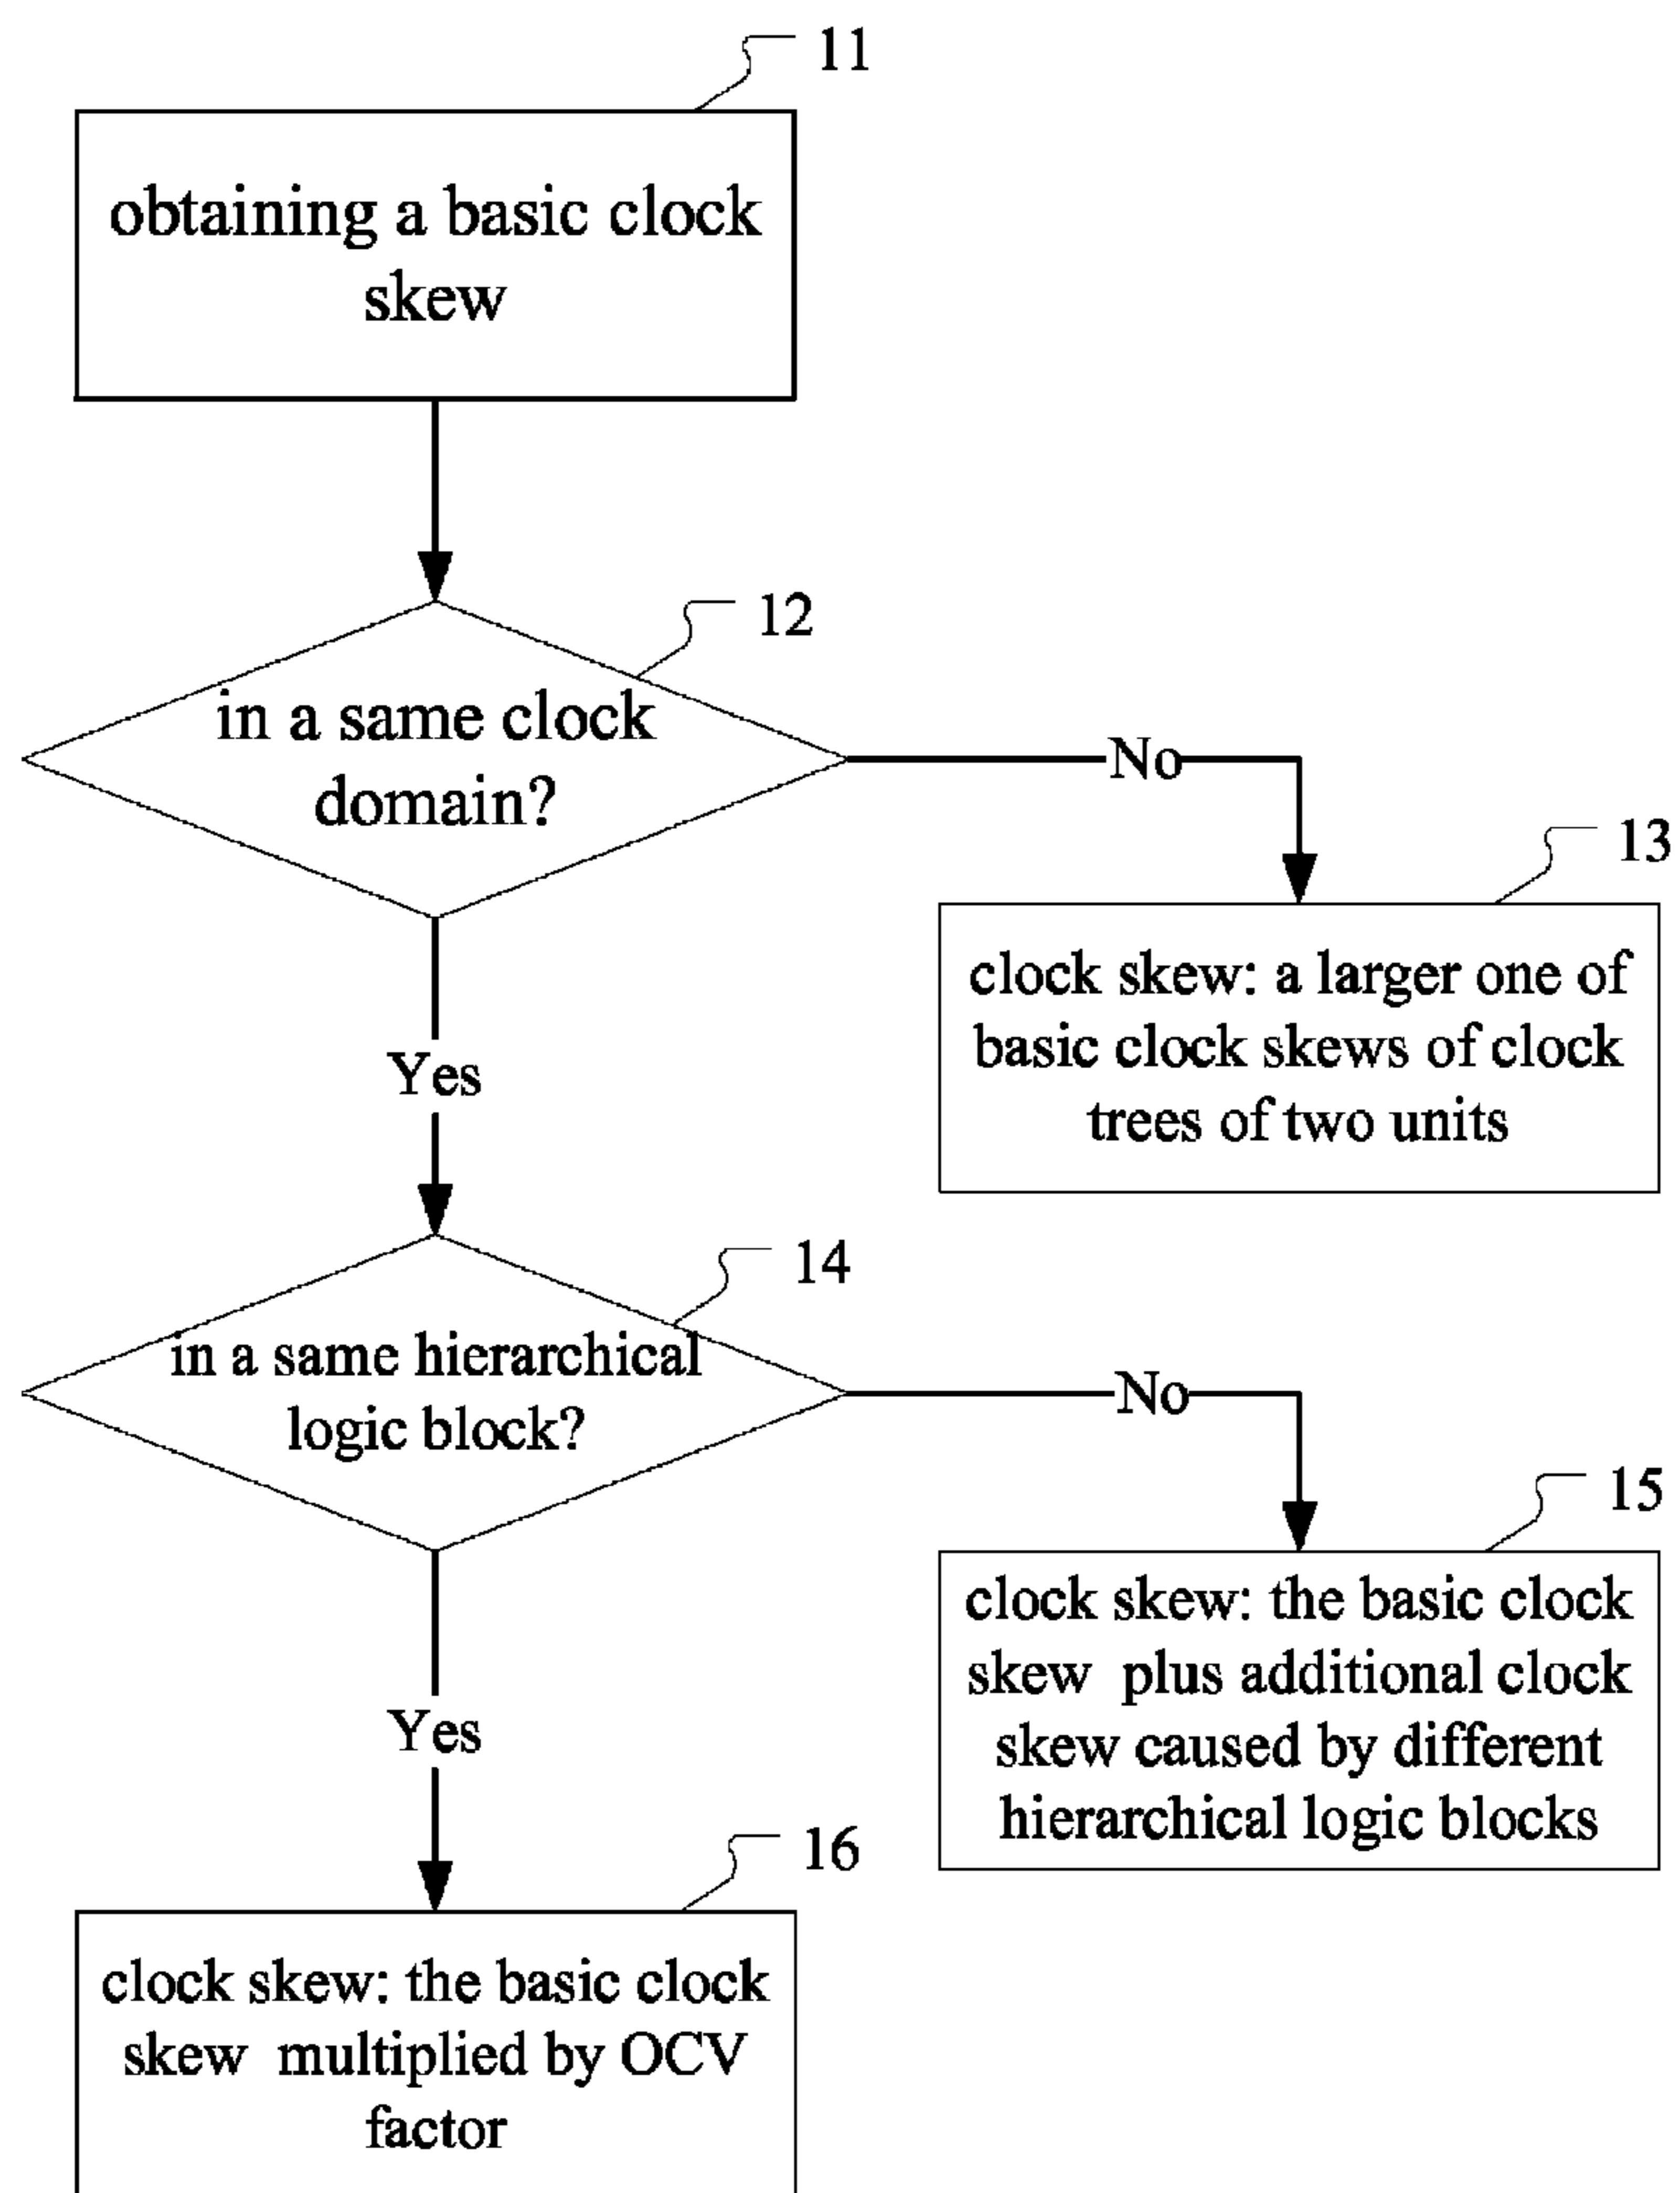 11
obtaining a basic clock
skew
12
in a same clock
domain?
No
13
clock skew: a larger one of
basic clock skews of clock
trees of two units
Yes
14
in a same hierarchical
logic block?
No
15
clock skew: the basic clock
skew plus additional clock
skew caused by different
hierarchical logic blocks
Yes
16
clock skew: the basic clock
skew multiplied by OCV
factor